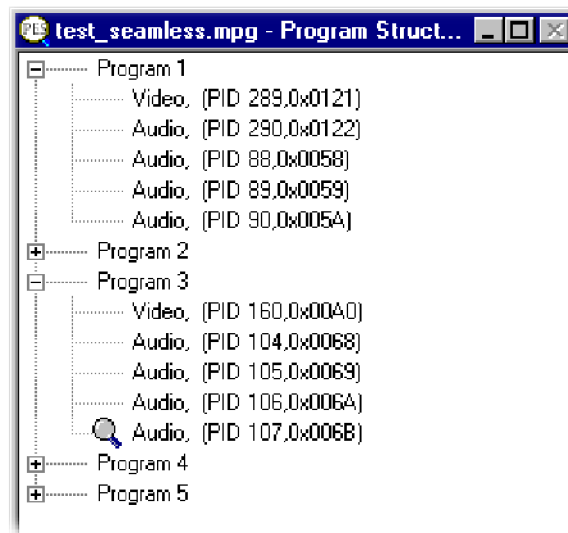 PES test_seamless.mpg - Program Struct...
Program 1
Video, (PID 289,0x0121)
Audio, (PID 290,0x0122)
Audio, (PID 88,0x0058)
Audio, (PID 89,0x0059)
Audio, (PID 90,0x005A)
Program 2
Program 3
Video, (PID 160,0x00A0)
Audio, (PID 104,0x0068)
Audio, (PID 105,0x0069)
Audio, (PID 106,0x006A)
Audio, (PID 107,0x006B)
Program 4
Program 5